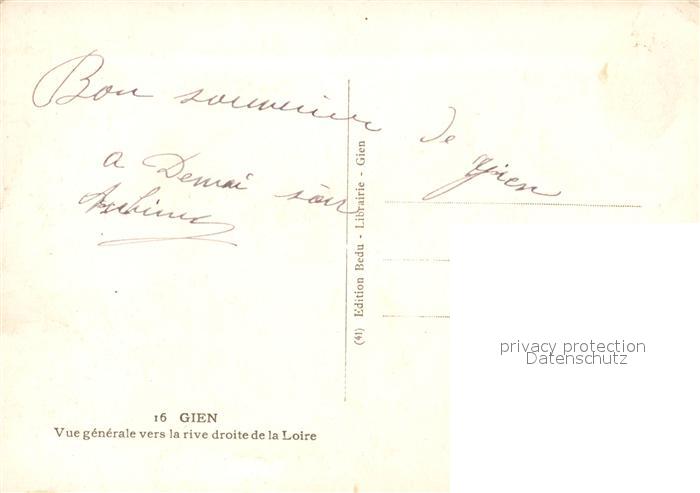 Bon souvenir de Gien
a Demai soir
(41) Edition Bedu - Librairie - Gien
privacy protection
Datenschutz
16 GIEN
Vue générale vers la rive droite de la Loire